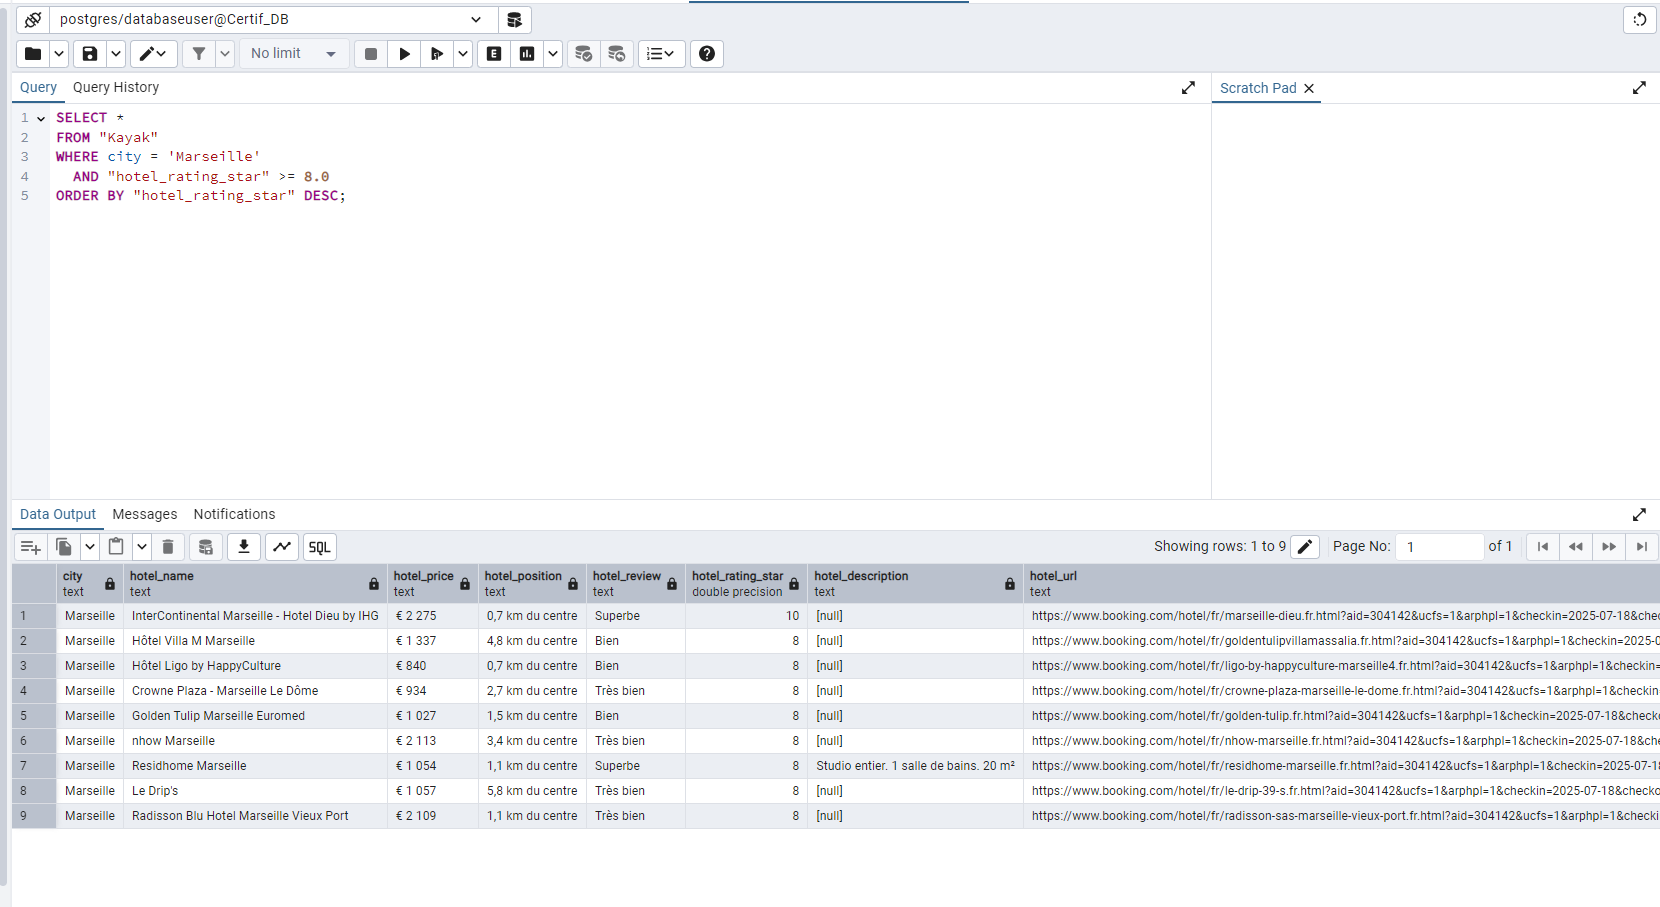 postgres/databaseuser@Certif_DB
No limit
Query Query History
Scratch Pad
1 SELECT *
2 FROM "Kayak"
3 WHERE city = 'Marseille'
4 AND "hotel_rating_star" >= 8.0
5 ORDER BY "hotel_rating_star" DESC;
Data Output Messages Notifications
SQL
Showing rows: 1 to 9 Page No: 1 of 1
city hotel_name hotel_price hotel_position hotel_review hotel_rating_star hotel_description hotel_url
text text text text text double precision text text
1 Marseille InterContinental Marseille - Hotel Dieu by IHG € 2 275 0,7 km du centre Superbe 10 [null] https://www.booking.com/hotel/fr/marseille-dieu.fr.html?aid=304142&ucfs=1&arphpl=1&checkin=2025-07-18&chec
2 Marseille Hôtel Villa M Marseille € 1 337 4,8 km du centre Bien 8 [null] https://www.booking.com/hotel/fr/goldentulipvillamassalia.fr.html?aid=304142&ucfs=1&arphpl=1&checkin=2025-0
3 Marseille Hôtel Ligo by HappyCulture € 840 0,7 km du centre Bien 8 [null] https://www.booking.com/hotel/fr/ligo-by-happyculture-marseille4.fr.html?aid=304142&ucfs=1&arphpl=1&checkin=
4 Marseille Crowne Plaza - Marseille Le Dôme € 934 2,7 km du centre Très bien 8 [null] https://www.booking.com/hotel/fr/crowne-plaza-marseille-le-dome.fr.html?aid=304142&ucfs=1&arphpl=1&checkin
5 Marseille Golden Tulip Marseille Euromed € 1 027 1,5 km du centre Bien 8 [null] https://www.booking.com/hotel/fr/golden-tulip.fr.html?aid=304142&ucfs=1&arphpl=1&checkin=2025-07-18&checko
6 Marseille nhow Marseille € 2 113 3,4 km du centre Très bien 8 [null] https://www.booking.com/hotel/fr/nhow-marseille.fr.html?aid=304142&ucfs=1&arphpl=1&checkin=2025-07-18&che
7 Marseille Residhome Marseille € 1 054 1,1 km du centre Superbe 8 Studio entier. 1 salle de bains. 20 m² https://www.booking.com/hotel/fr/residhome-marseille.fr.html?aid=304142&ucfs=1&arphpl=1&checkin=2025-07-1
8 Marseille Le Drip's € 1 057 5,8 km du centre Très bien 8 [null] https://www.booking.com/hotel/fr/le-drip-39-s.fr.html?aid=304142&ucfs=1&arphpl=1&checkin=2025-07-18&checko
9 Marseille Radisson Blu Hotel Marseille Vieux Port € 2 109 1,1 km du centre Très bien 8 [null] https://www.booking.com/hotel/fr/radisson-sas-marseille-vieux-port.fr.html?aid=304142&ucfs=1&arphpl=1&checki